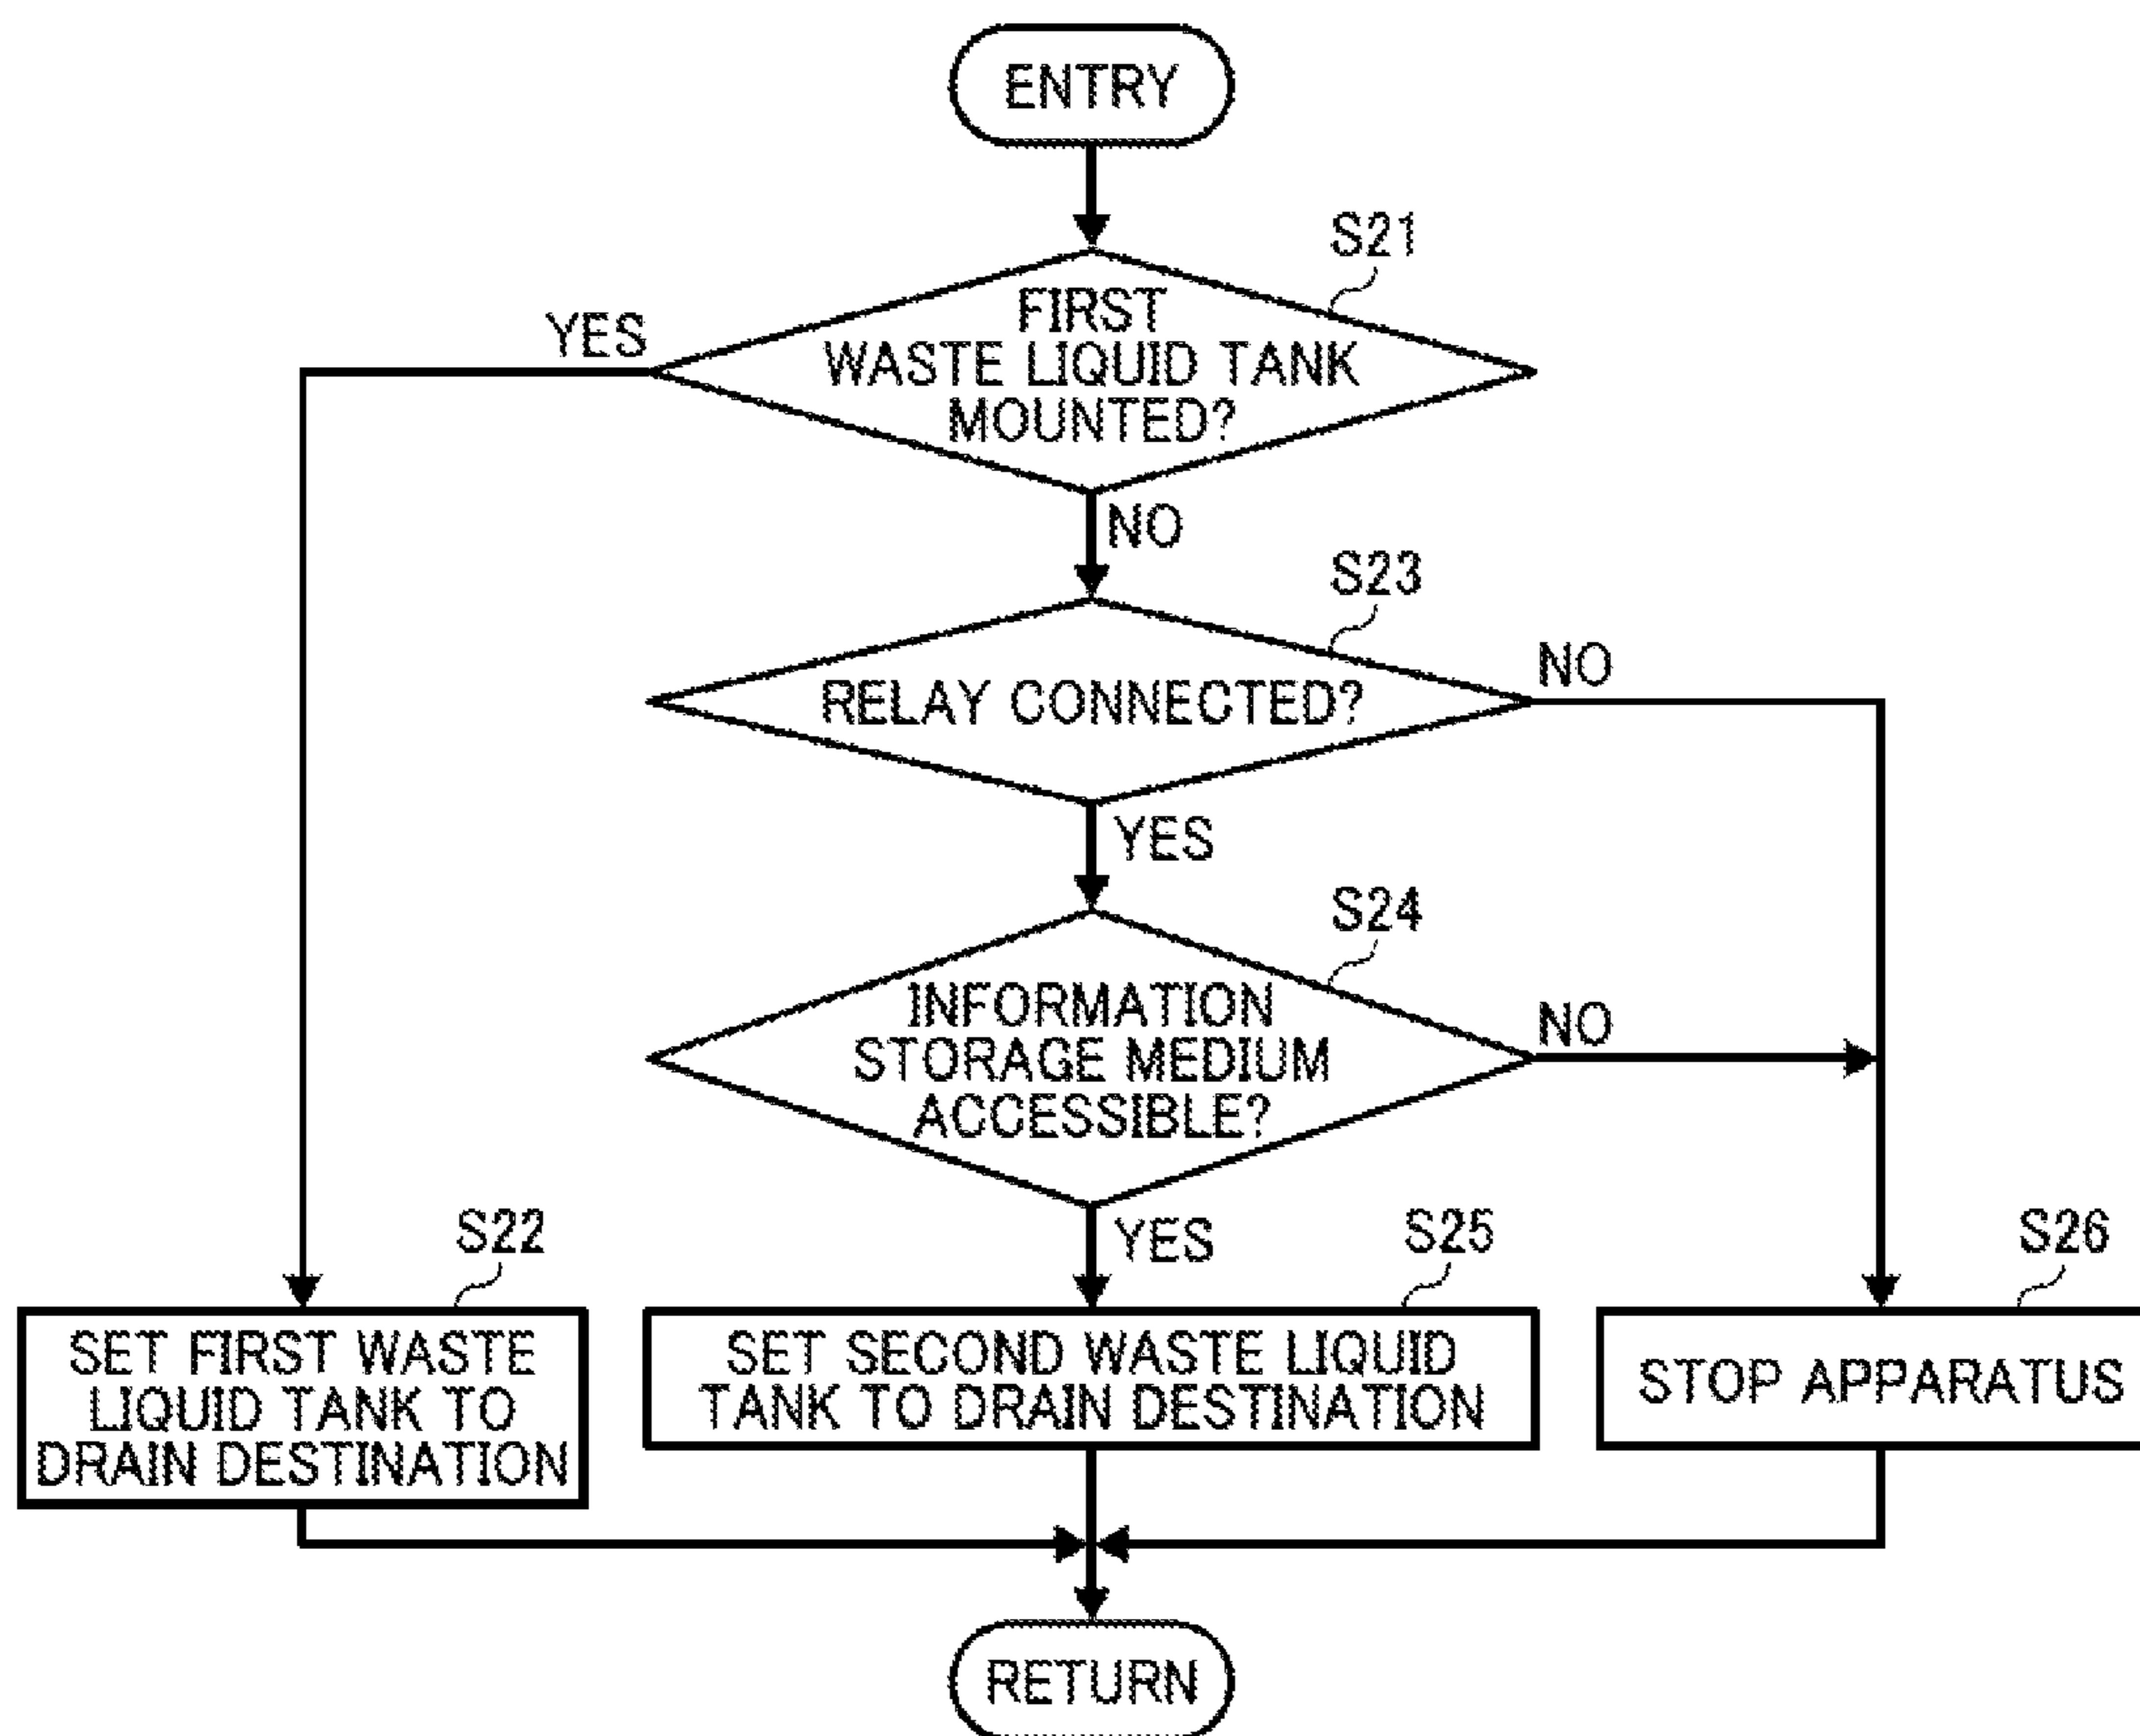 ENTRY
S21
FIRST
WASTE LIQUID TANK
MOUNTED?
YES
NO
S23
RELAY CONNECTED?
NO
YES
S24
INFORMATION
STORAGE MEDIUM
ACCESSIBLE?
NO
YES
S22
SET FIRST WASTE
LIQUID TANK TO
DRAIN DESTINATION
S25
SET SECOND WASTE LIQUID
TANK TO DRAIN DESTINATION
S26
STOP APPARATUS
RETURN